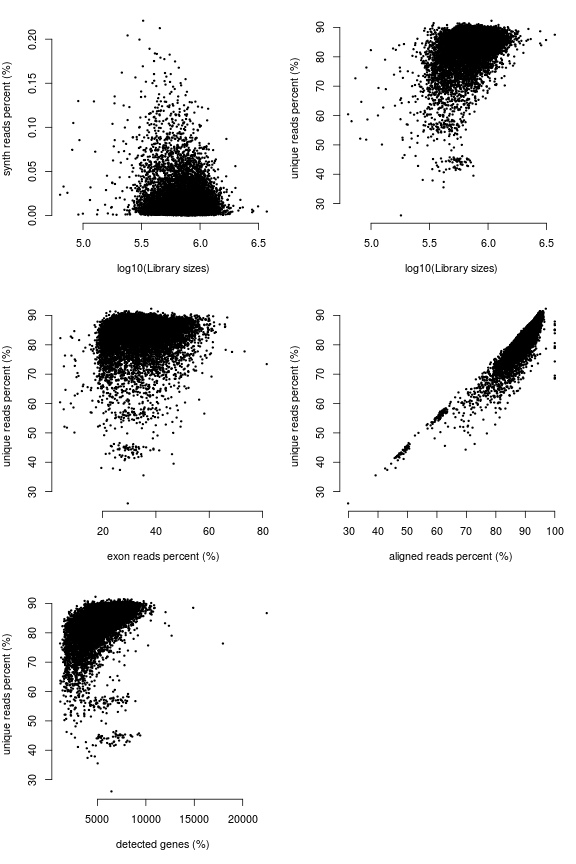 0.20
0.15
0.10
0.05
0.00
synth reads percent (%)
5.0 5.5 6.0 6.5
log10(Library sizes)
90
80
70
60
50
40
30
unique reads percent (%)
5.0 5.5 6.0 6.5
log10(Library sizes)
90
80
70
60
50
40
30
unique reads percent (%)
20 40 60 80
exon reads percent (%)
90
80
70
60
50
40
30
unique reads percent (%)
30 40 50 60 70 80 90 100
aligned reads percent (%)
90
80
70
60
50
40
30
unique reads percent (%)
5000 10000 15000 20000
detected genes (%)